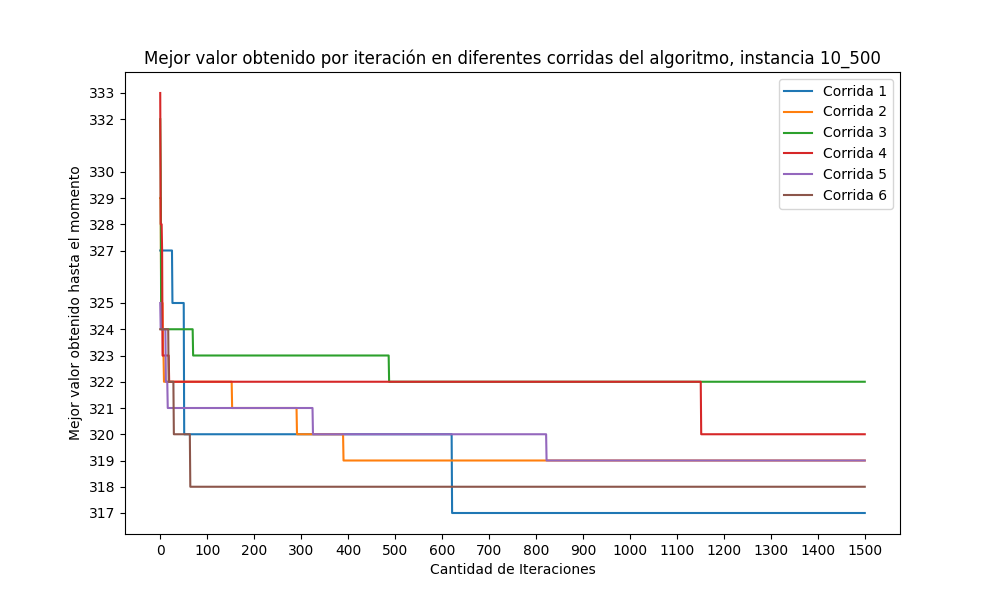 Mejor valor obtenido por iteración en diferentes corridas del algoritmo, instancia 10_500
Mejor valor obtenido hasta el momento
333
332
330
329
328
327
325
324
323
322
321
320
319
318
317
Corrida 1
Corrida 2
Corrida 3
Corrida 4
Corrida 5
Corrida 6
0 100 200 300 400 500 600 700 800 900 1000 1100 1200 1300 1400 1500
Cantidad de Iteraciones